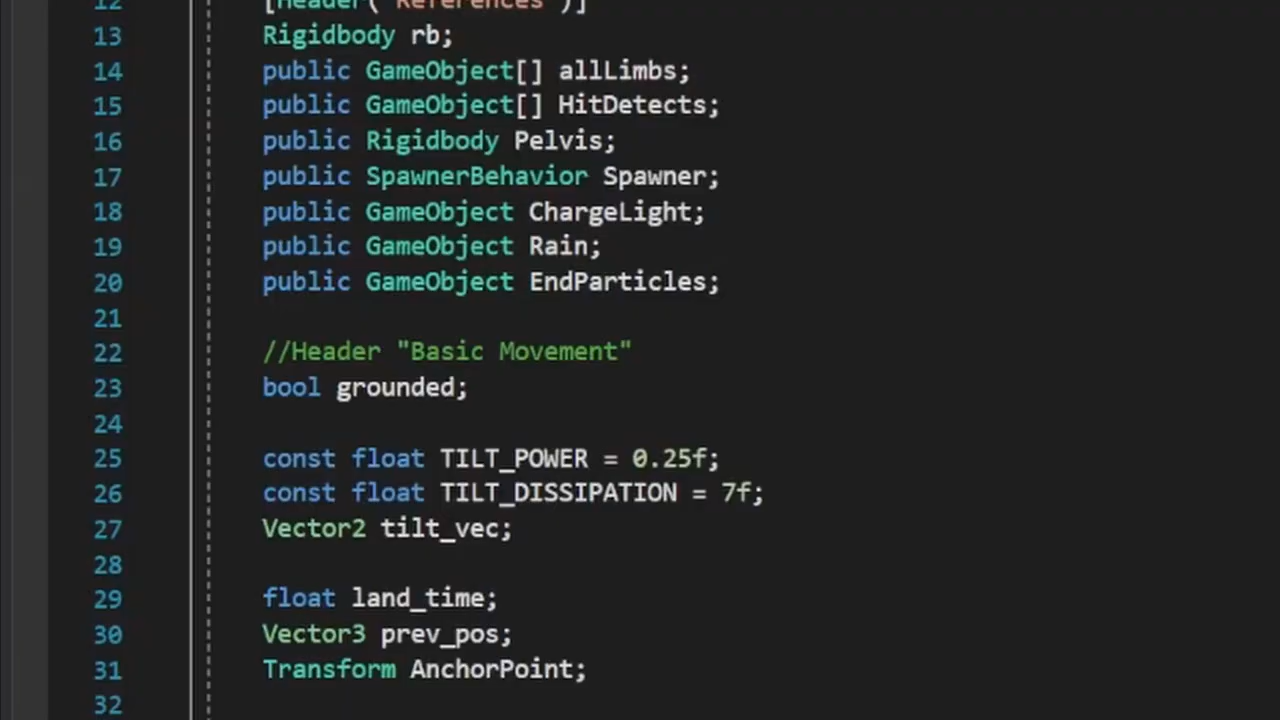 12 [Header("References")]
13 Rigidbody rb;
14 public GameObject[] allLimbs;
15 public GameObject[] HitDetects;
16 public Rigidbody Pelvis;
17 public SpawnerBehavior Spawner;
18 public GameObject ChargeLight;
19 public GameObject Rain;
20 public GameObject EndParticles;
21
22 //Header "Basic Movement"
23 bool grounded;
24
25 const float TILT_POWER = 0.25f;
26 const float TILT_DISSIPATION = 7f;
27 Vector2 tilt_vec;
28
29 float land_time;
30 Vector3 prev_pos;
31 Transform AnchorPoint;
32